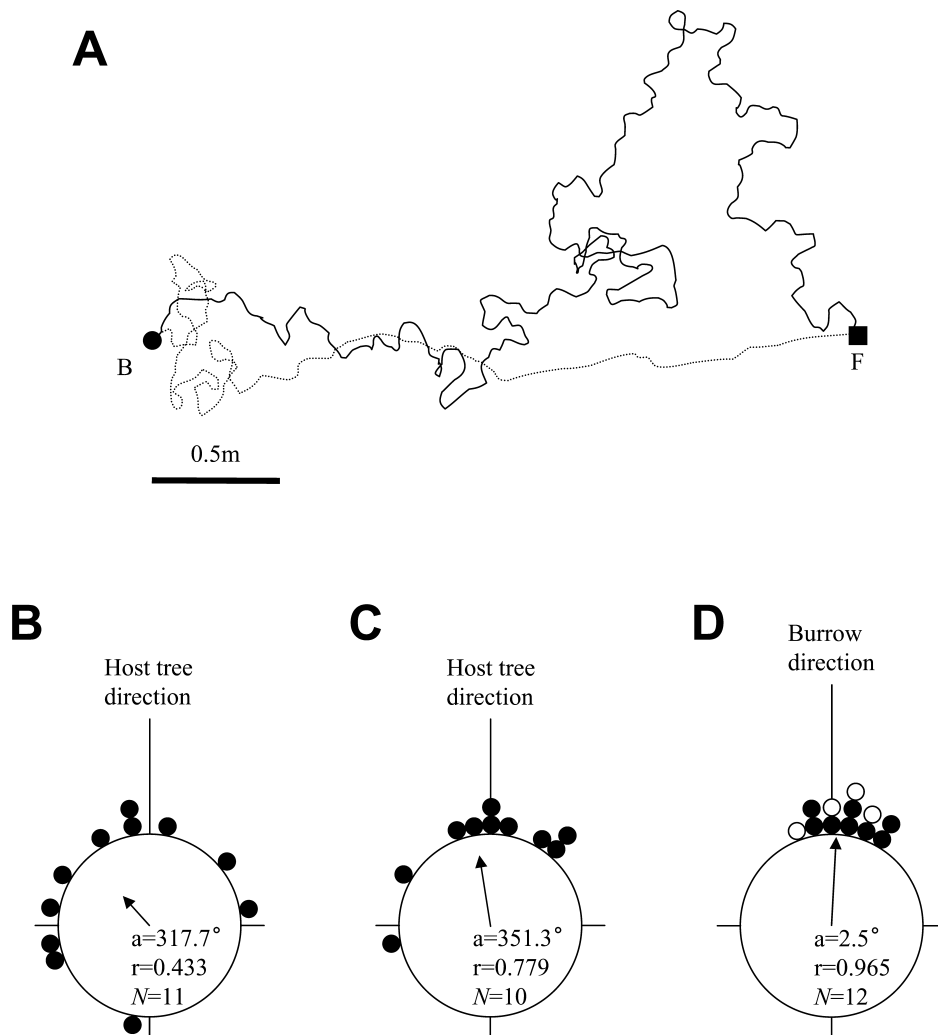 A
B
F
0.5m
B
C
D
Host tree
direction
Host tree
direction
Burrow
direction
a=317.7°
r=0.433
N=11
a=351.3°
r=0.779
N=10
a=2.5°
r=0.965
N=12